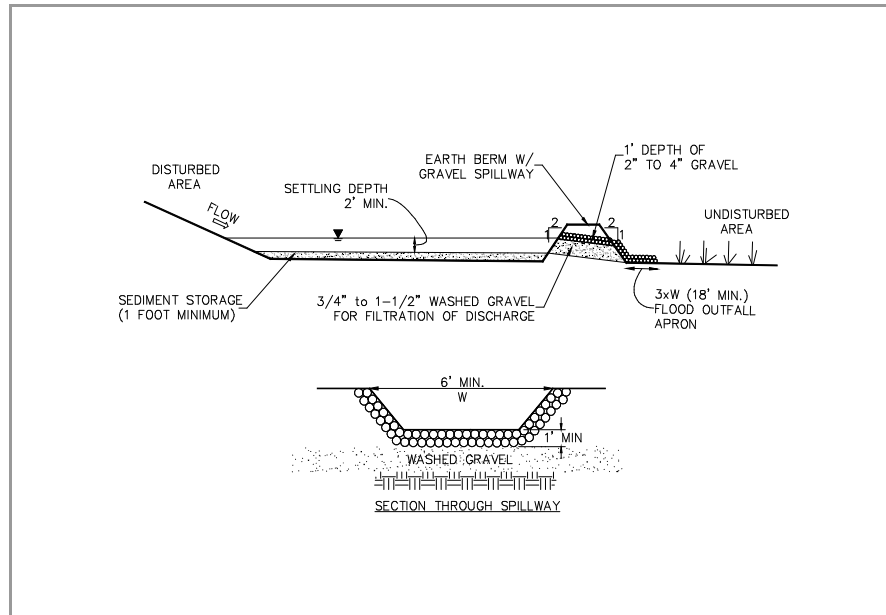 DISTURBED
AREA
FLOW
SETTLING DEPTH
2' MIN.
EARTH BERM W/
GRAVEL SPILLWAY
1' DEPTH OF
2" TO 4" GRAVEL
UNDISTURBED
AREA
2
1
2
1
SEDIMENT STORAGE
(1 FOOT MINIMUM)
3/4" to 1-1/2" WASHED GRAVEL
FOR FILTRATION OF DISCHARGE
3xW (18' MIN.)
FLOOD OUTFALL
APRON
6' MIN.
W
1' MIN
WASHED GRAVEL
SECTION THROUGH SPILLWAY